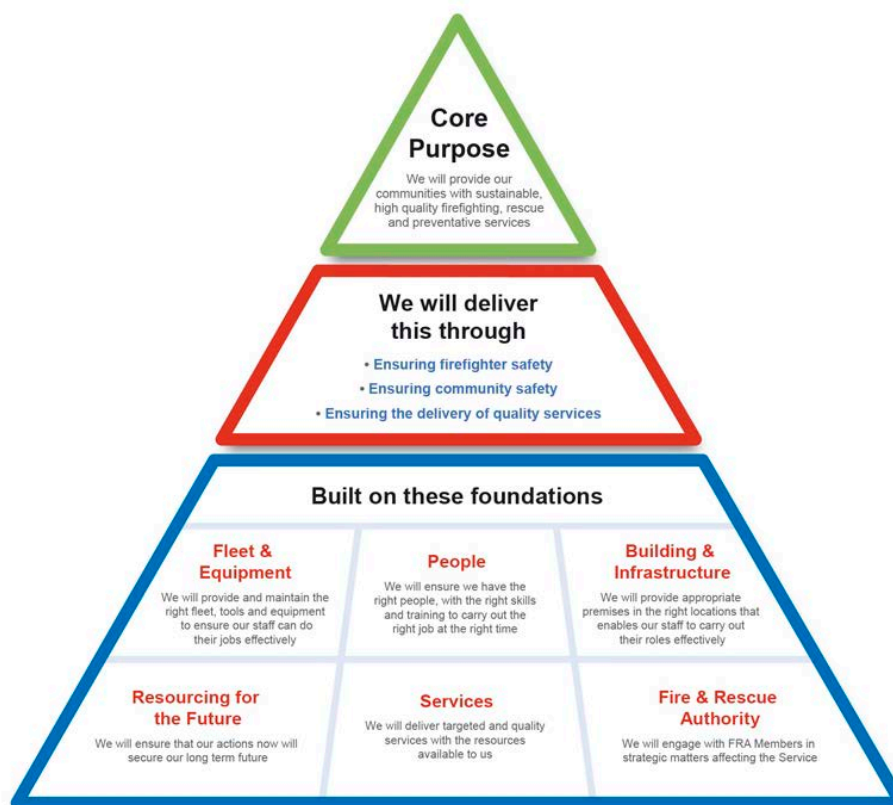 Core
Purpose
We will provide our
communities with sustainable,
high quality firefighting, rescue
and preventative services
We will deliver
this through
• Ensuring firefighter safety
• Ensuring community safety
• Ensuring the delivery of quality services
Built on these foundations
Fleet &
Equipment
We will provide and maintain the
right fleet, tools and equipment
to ensure our staff can do
their jobs effectively
People
We will ensure we have the
right people, with the right skills
and training to carry out the
right job at the right time
Building &
Infrastructure
We will provide appropriate
premises in the right locations that
enables our staff to carry out
their roles effectively
Resourcing for
the Future
We will ensure that our actions now will
secure our long term future
Services
We will deliver targeted and quality
services with the resources
available to us
Fire & Rescue
Authority
We will engage with FRA Members in
strategic matters affecting the Service